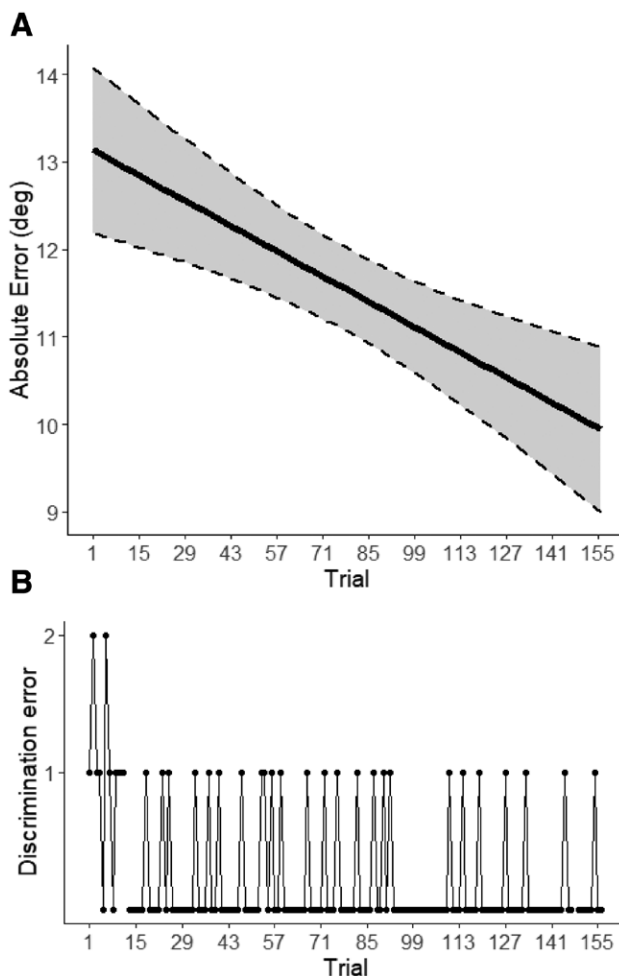 A
Absolute Error (deg)
14
13
12
11
10
9
1 15 29 43 57 71 85 99 113 127 141 155
Trial
B
Discrimination error
2
1
1 15 29 43 57 71 85 99 113 127 141 155
Trial